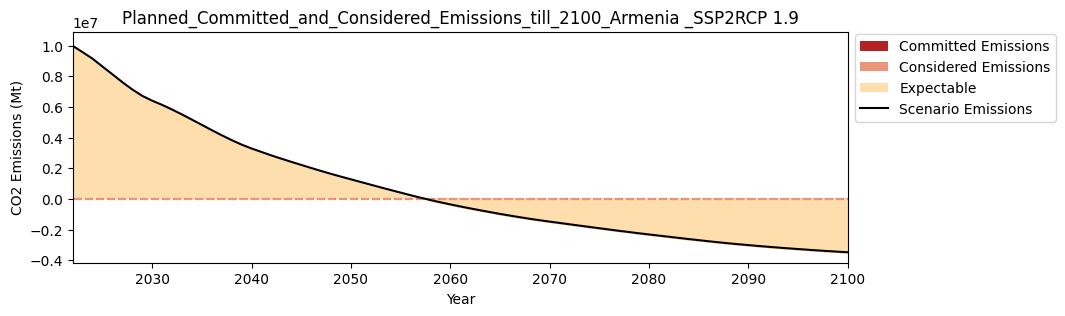 Planned_Committed_and_Considered_Emissions_till_2100_Armenia _SSP2RCP 1.9
1e7
CO2 Emissions (Mt)
1.0
0.8
0.6
0.4
0.2
0.0
−0.2
−0.4
2030 2040 2050 2060 2070 2080 2090 2100
Year
Committed Emissions
Considered Emissions
Expectable
Scenario Emissions